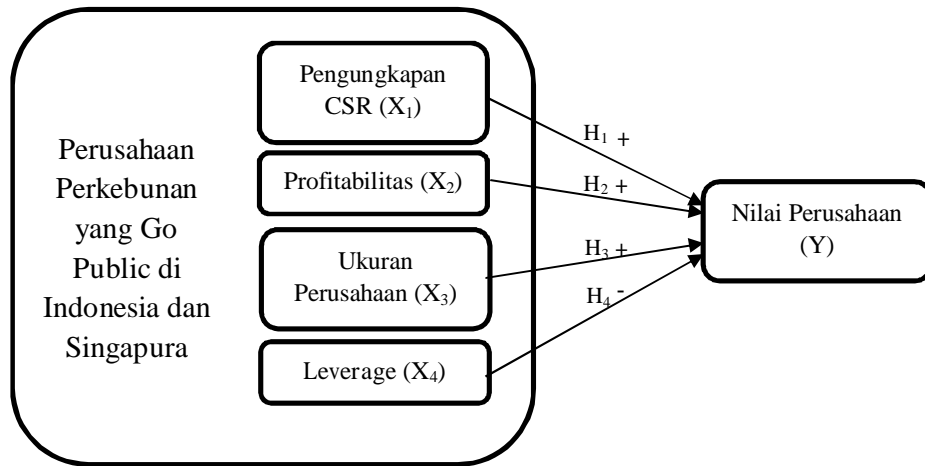 Perusahaan
Perkebunan
yang Go
Public di
Indonesia dan
Singapura
Pengungkapan
CSR (X₁)
Profitabilitas (X₂)
Ukuran
Perusahaan (X₃)
Leverage (X₄)
H₁ +
H₂ +
H₃ +
H₄ -
Nilai Perusahaan
(Y)